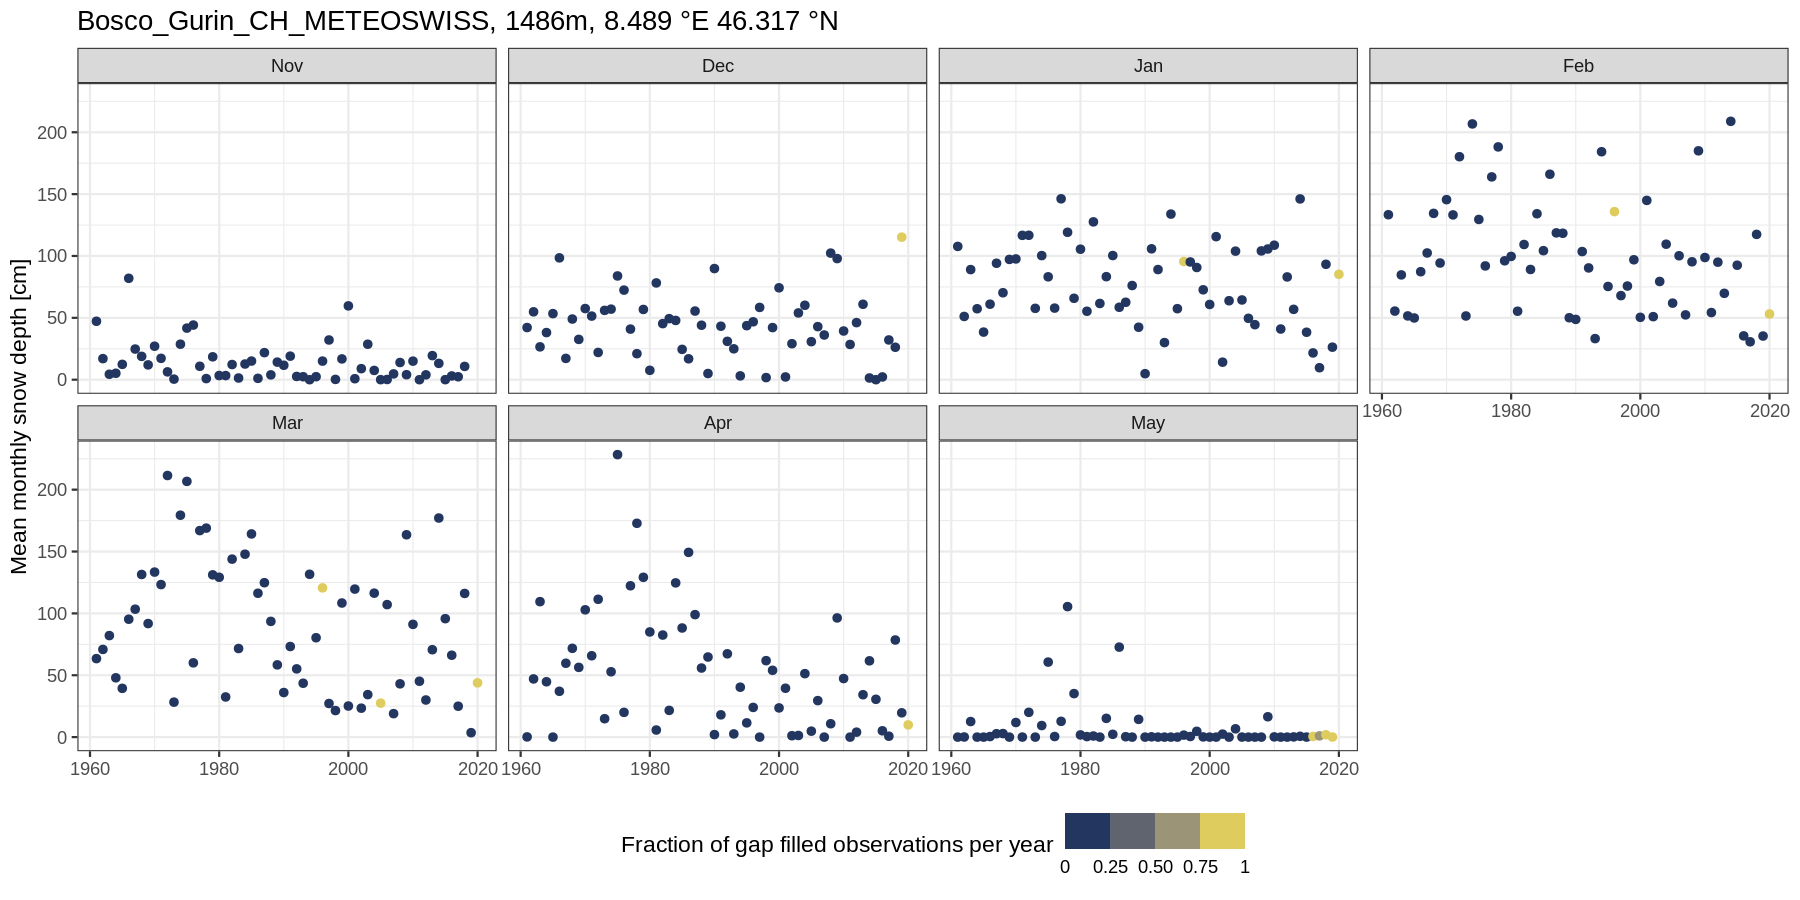 Bosco_Gurin_CH_METEOSWISS, 1486m, 8.489 °E 46.317 °N
Nov Dec Jan Feb
200
150
100
50
0
1960 1980 2000 2020
Mean monthly snow depth [cm]
Mar Apr May
200
150
100
50
0
1960 1980 2000 2020 1960 1980 2000 2020 1960 1980 2000 2020
Fraction of gap filled observations per year
0 0.25 0.50 0.75 1